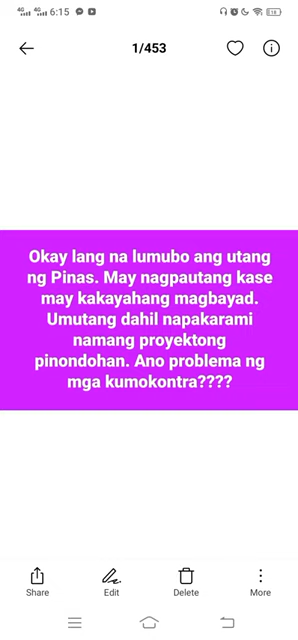 4G 4G 6:15 18
1/453
Okay lang na lumubo ang utang
ng Pinas. May nagpautang kase
may kakayahang magbayad.
Umutang dahil napakarami
namang proyektong
pinondohan. Ano problema ng
mga kumokontra????
Share Edit Delete More